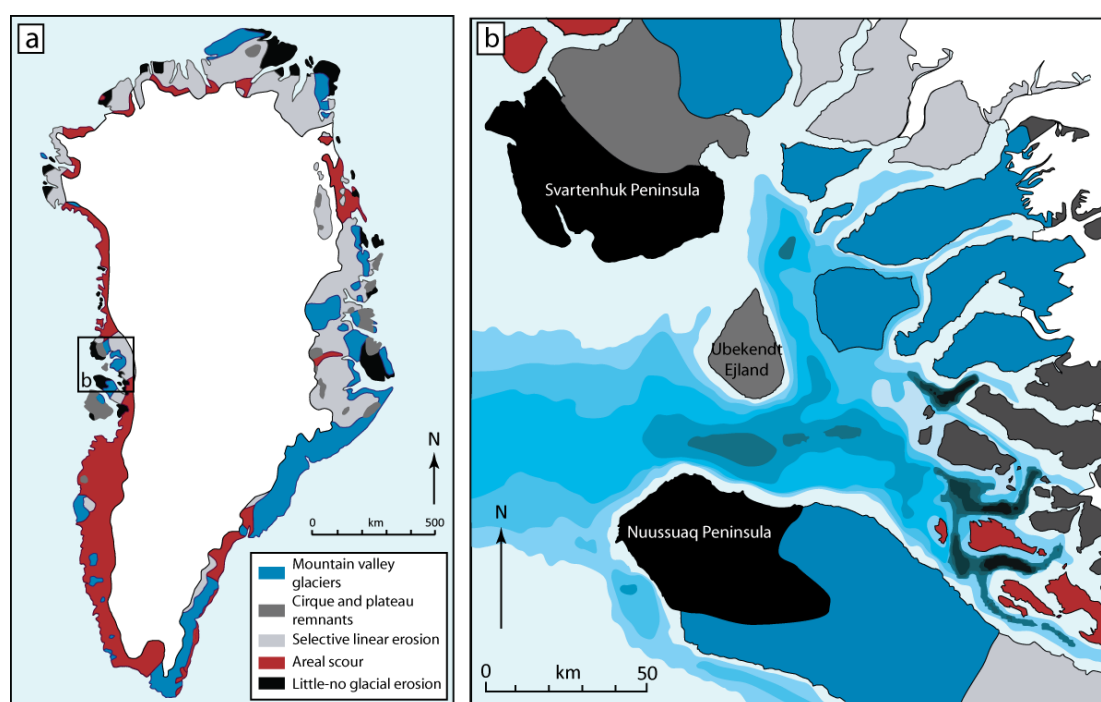 a
b
N
0 km 500
Mountain valley
glaciers
Cirque and plateau
remnants
Selective linear erosion
Areal scour
Little-no glacial erosion
b
Svartenhuk Peninsula
Ubekendt
Ejland
Nuussuaq Peninsula
N
0 km 50